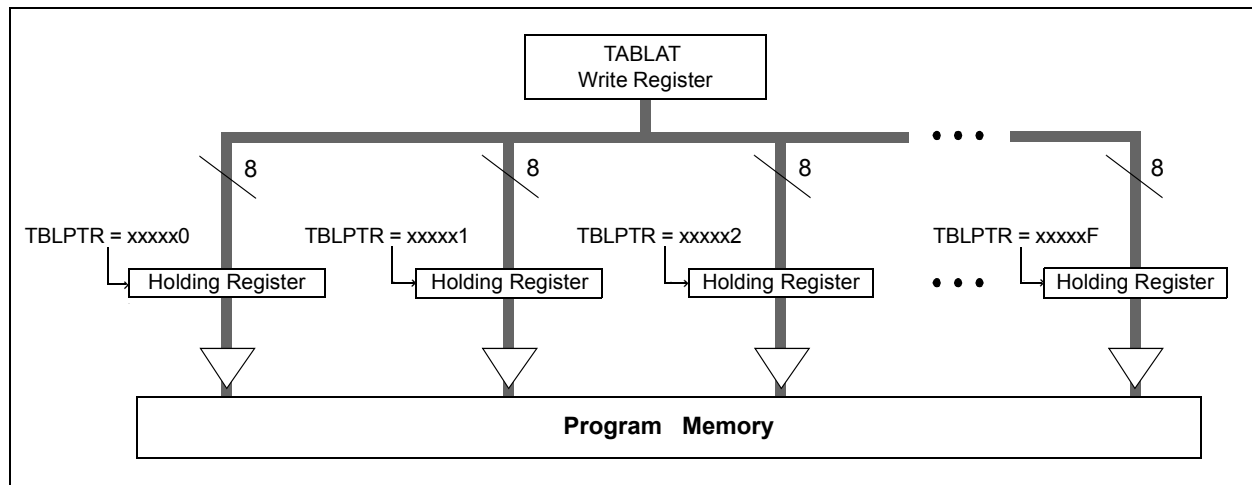 TABLAT
Write Register
8
8
8
8
TBLPTR = xxxxx0
TBLPTR = xxxxx1
TBLPTR = xxxxx2
TBLPTR = xxxxxF
Holding Register
Holding Register
Holding Register
Holding Register
Program Memory